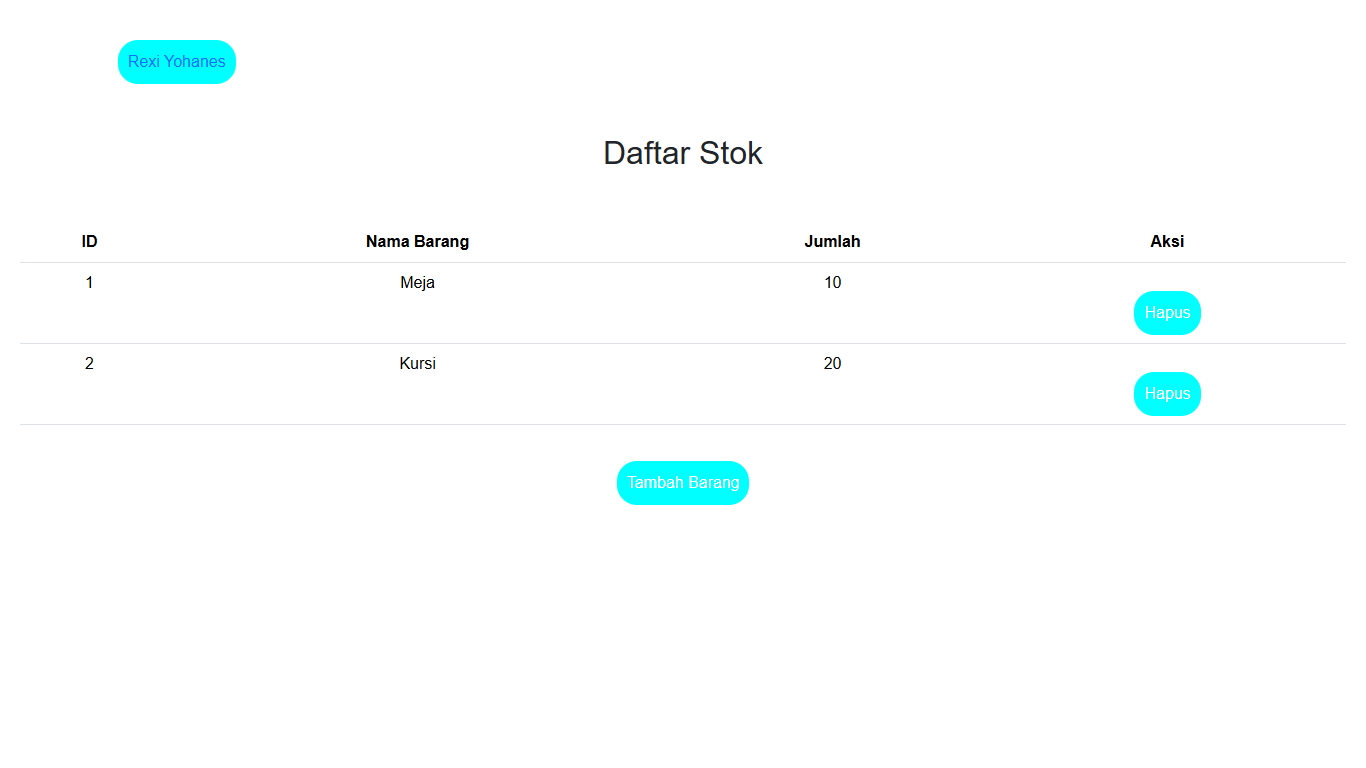 Rexi Yohanes
Daftar Stok
ID Nama Barang Jumlah Aksi
1 Meja 10
Hapus
2 Kursi 20
Hapus
Tambah Barang